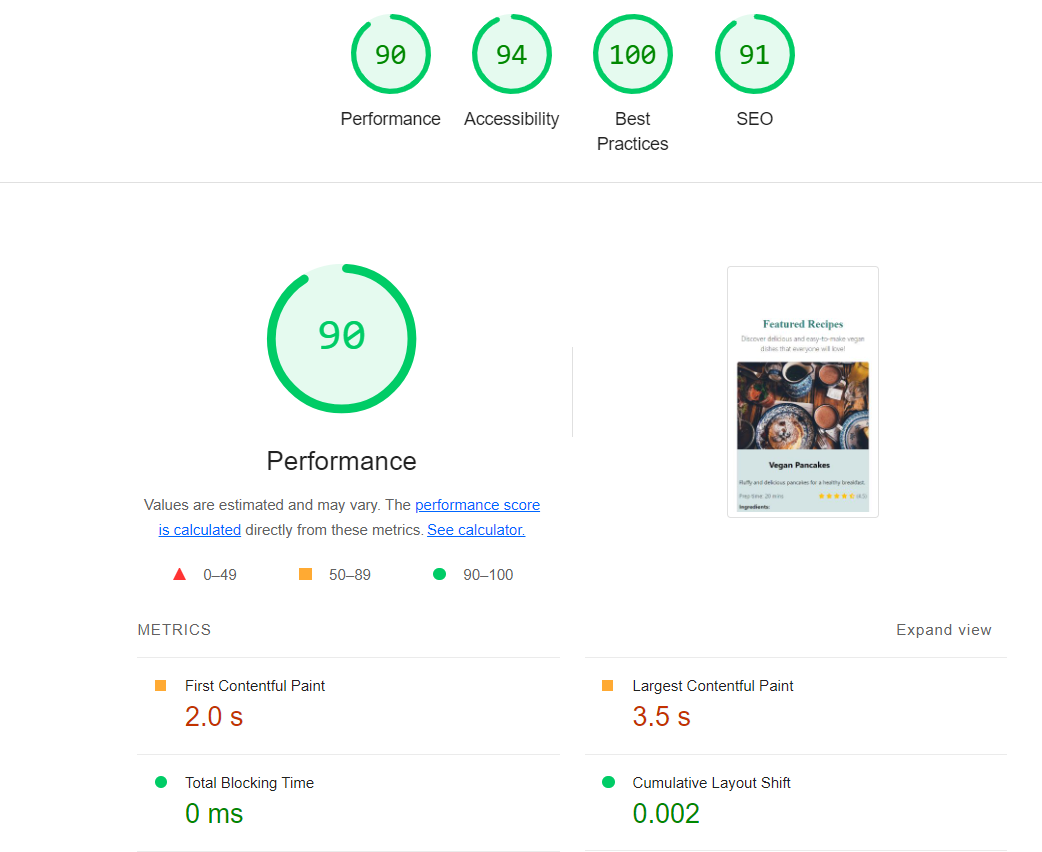 90
94
100
91
Performance
Accessibility
Best
Practices
SEO
90
Performance
Values are estimated and may vary. The performance score
is calculated directly from these metrics. See calculator.
0–49
50–89
90–100
Featured Recipes
Discover delicious and easy-to-make vegan
dishes that everyone will love!
Vegan Pancakes
Fluffy and delicious pancakes for a healthy breakfast.
Prep time: 20 mins
(4.5)
Ingredients:
METRICS
Expand view
First Contentful Paint
2.0 s
Largest Contentful Paint
3.5 s
Total Blocking Time
0 ms
Cumulative Layout Shift
0.002